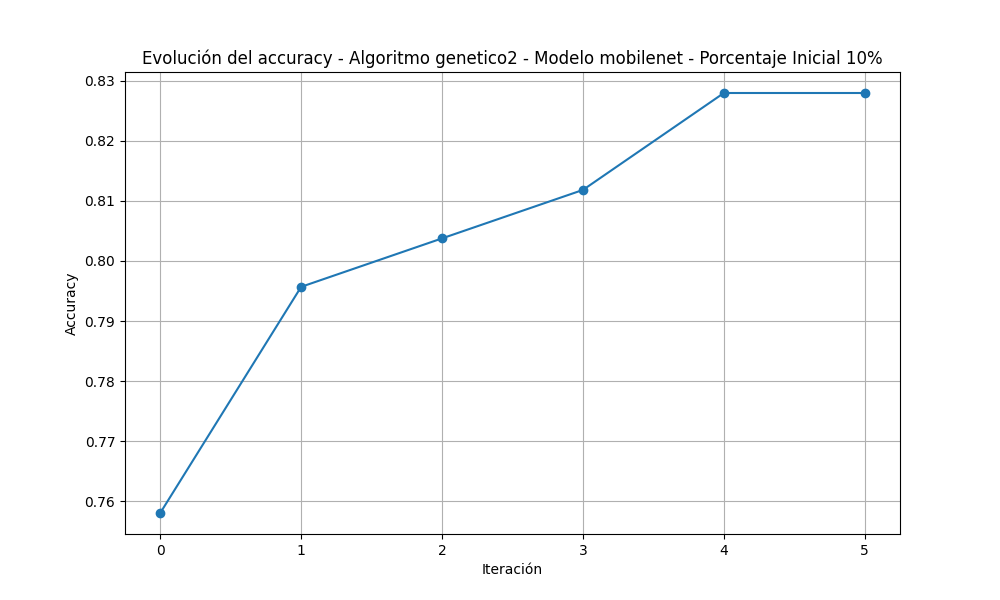 Evolución del accuracy - Algoritmo genetico2 - Modelo mobilenet - Porcentaje Inicial 10%
Accuracy
0.83
0.82
0.81
0.80
0.79
0.78
0.77
0.76
0 1 2 3 4 5
Iteración